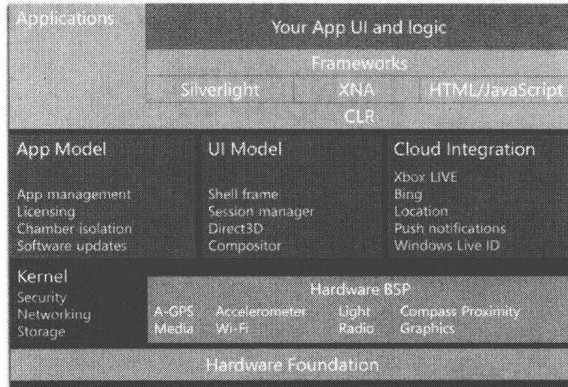 Applications
Your App UI and logic
Frameworks
Silverlight XNA HTML/JavaScript
CLR
App Model
App management
Licensing
Chamber isolation
Software updates
UI Model
Shell frame
Session manager
Direct3D
Compositor
Cloud Integration
Xbox LIVE
Bing
Location
Push notifications
Windows Live ID
Kernel
Security
Networking
Storage
Hardware BSP
A-GPS Accelerometer Light Compass Proximity
Media Wi-Fi Radio Graphics
Hardware Foundation